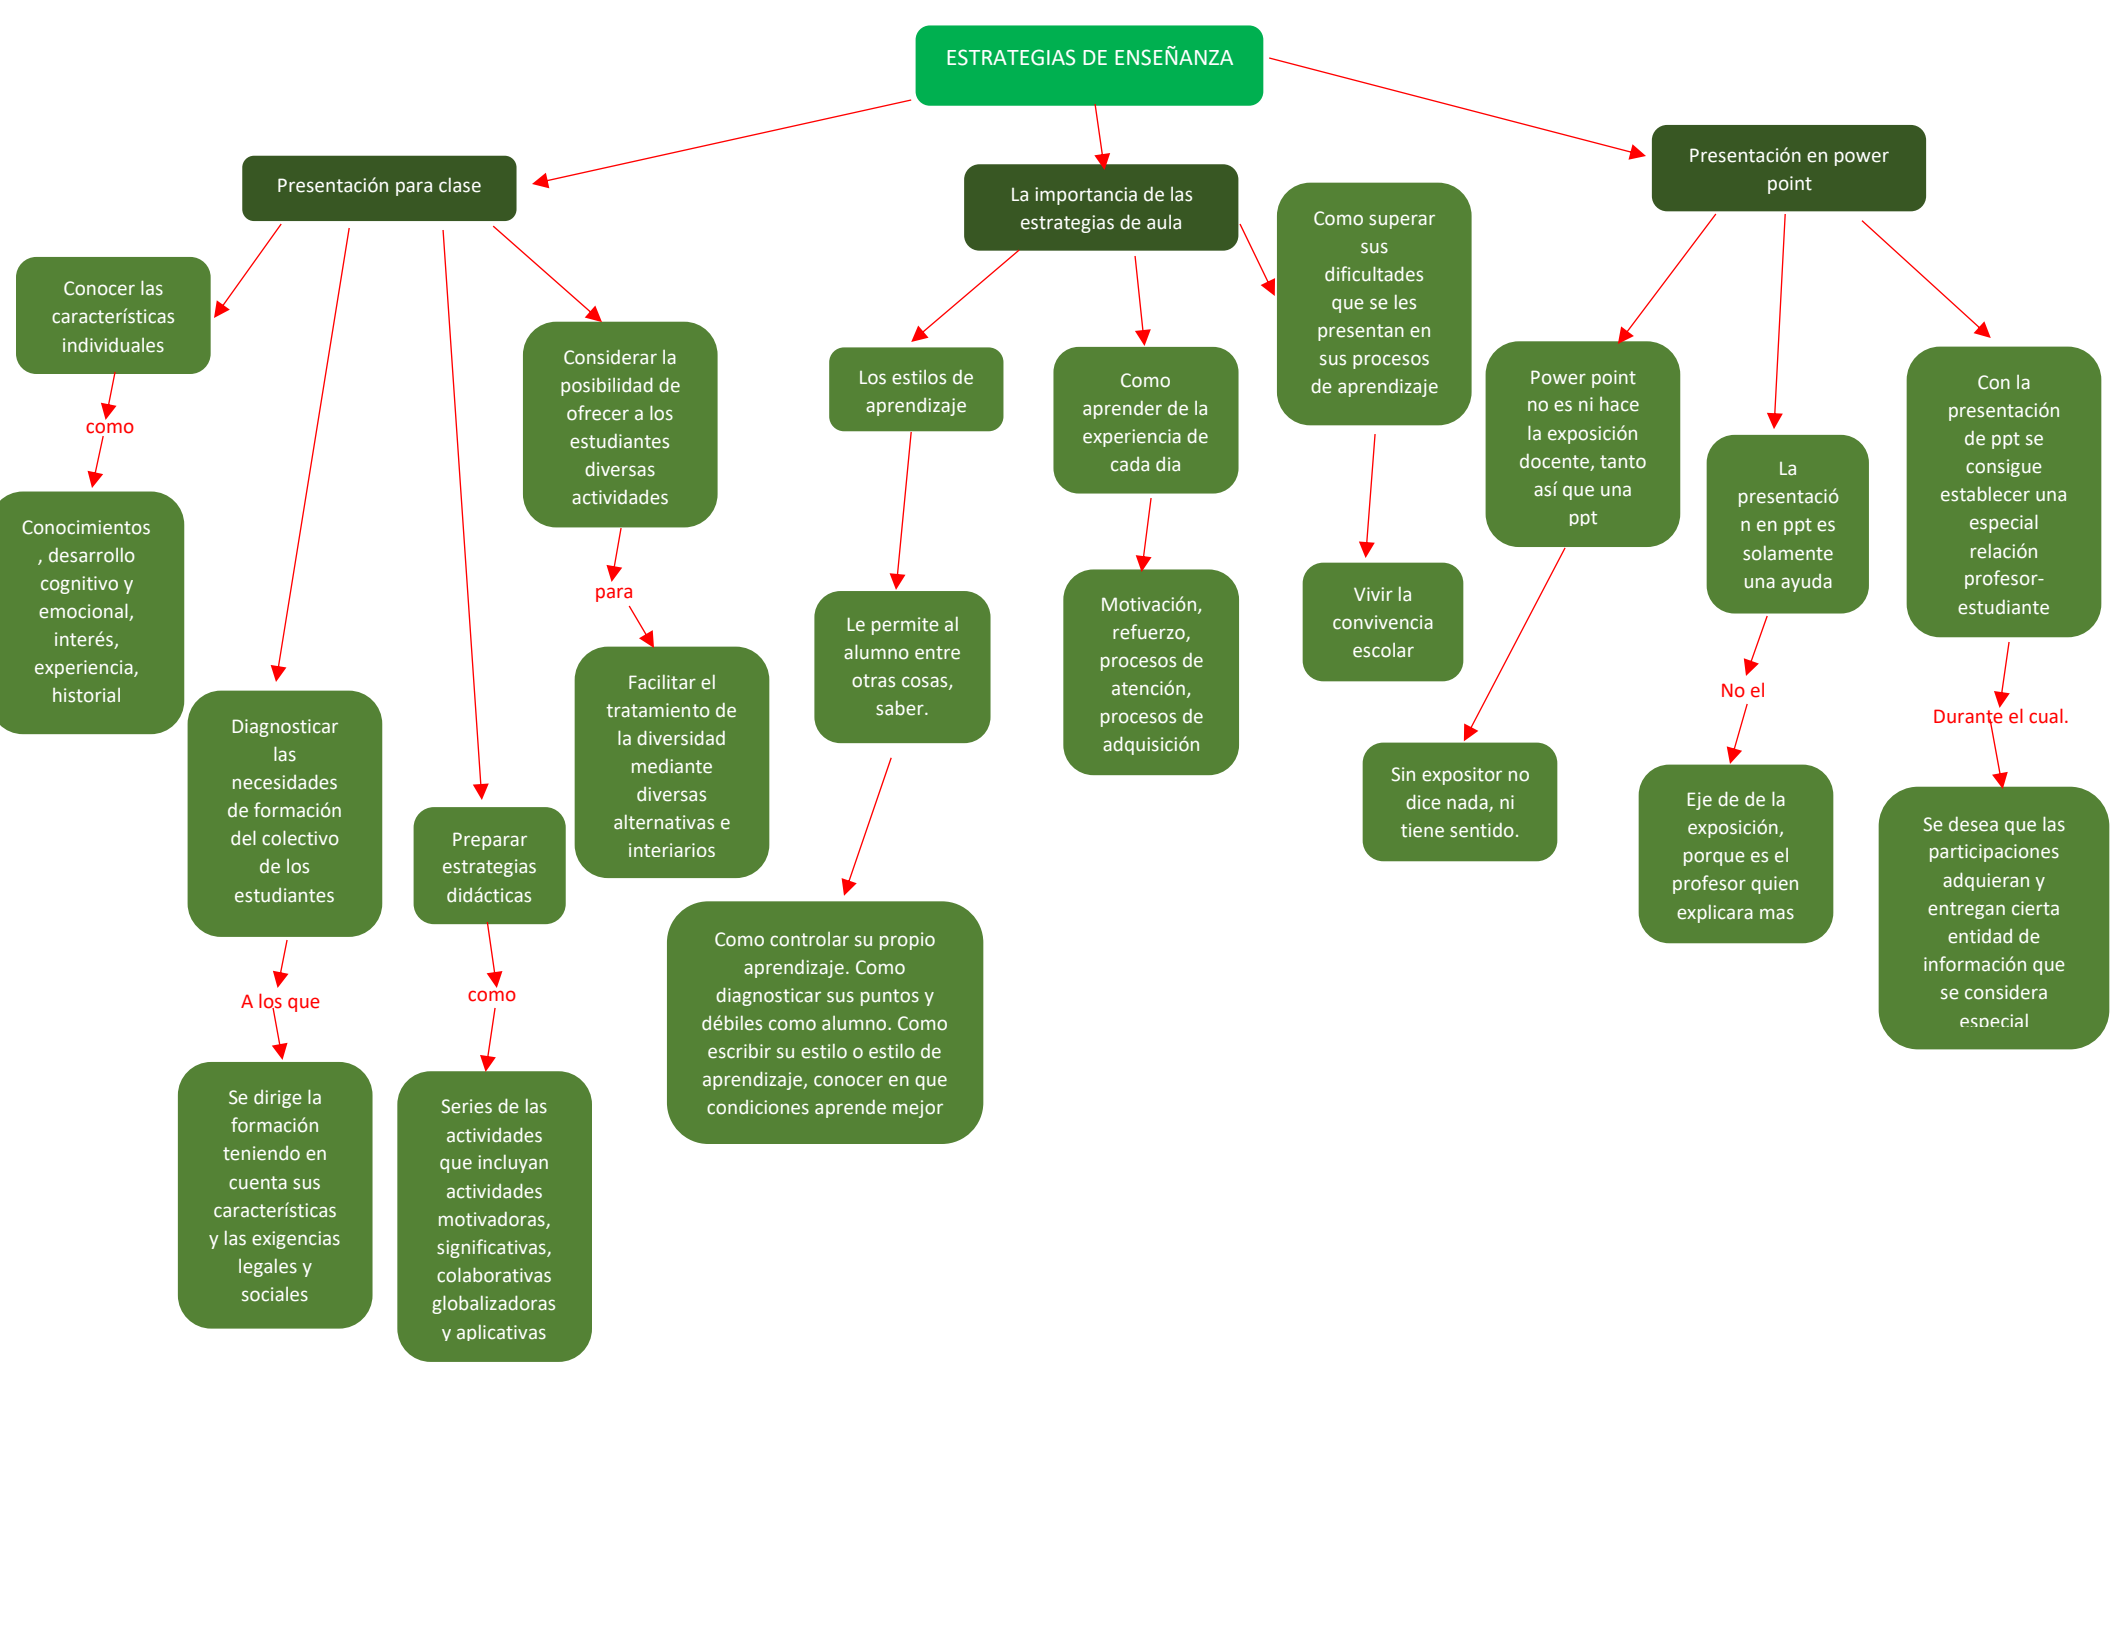 ESTRATEGIAS DE ENSEÑANZA
Presentación para clase
La importancia de las
estrategias de aula
Presentación en power
point
Conocer las
características
individuales
como
Conocimientos
, desarrollo
cognitivo y
emocional,
interés,
experiencia,
historial
Diagnosticar
las
necesidades
de formación
del colectivo
de los
estudiantes
A los que
Se dirige la
formación
teniendo en
cuenta sus
características
y las exigencias
legales y
sociales
Preparar
estrategias
didácticas
como
Series de las
actividades
que incluyan
actividades
motivadoras,
significativas,
colaborativas
globalizadoras
y aplicativas
Considerar la
posibilidad de
ofrecer a los
estudiantes
diversas
actividades
para
Facilitar el
tratamiento de
la diversidad
mediante
diversas
alternativas e
interiarios
Los estilos de
aprendizaje
Le permite al
alumno entre
otras cosas,
saber.
Como controlar su propio
aprendizaje. Como
diagnosticar sus puntos y
débiles como alumno. Como
escribir su estilo o estilo de
aprendizaje, conocer en que
condiciones aprende mejor
Como
aprender de la
experiencia de
cada dia
Motivación,
refuerzo,
procesos de
atención,
procesos de
adquisición
Como superar
sus
dificultades
que se les
presentan en
sus procesos
de aprendizaje
Vivir la
convivencia
escolar
Power point
no es ni hace
la exposición
docente, tanto
así que una
ppt
Sin expositor no
dice nada, ni
tiene sentido.
La
presentació
n en ppt es
solamente
una ayuda
No el
Eje de de la
exposición,
porque es el
profesor quien
explicara mas
Con la
presentación
de ppt se
consigue
establecer una
especial
relación
profesor-
estudiante
Durante el cual.
Se desea que las
participaciones
adquieran y
entregan cierta
entidad de
información que
se considera
especial